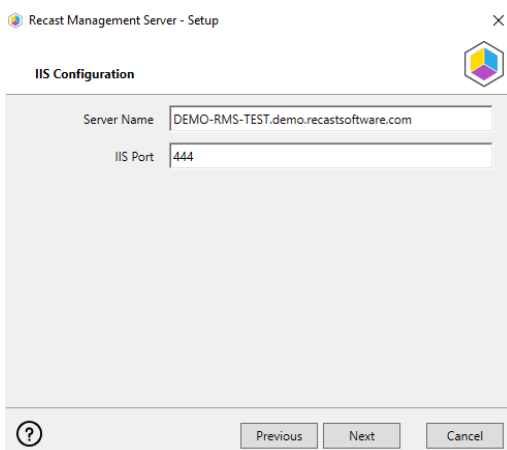 Recast Management Server - Setup
IIS Configuration
Server Name DEMO-RMS-TEST.demo.recastsoftware.com
IIS Port 444
? Previous Next Cancel